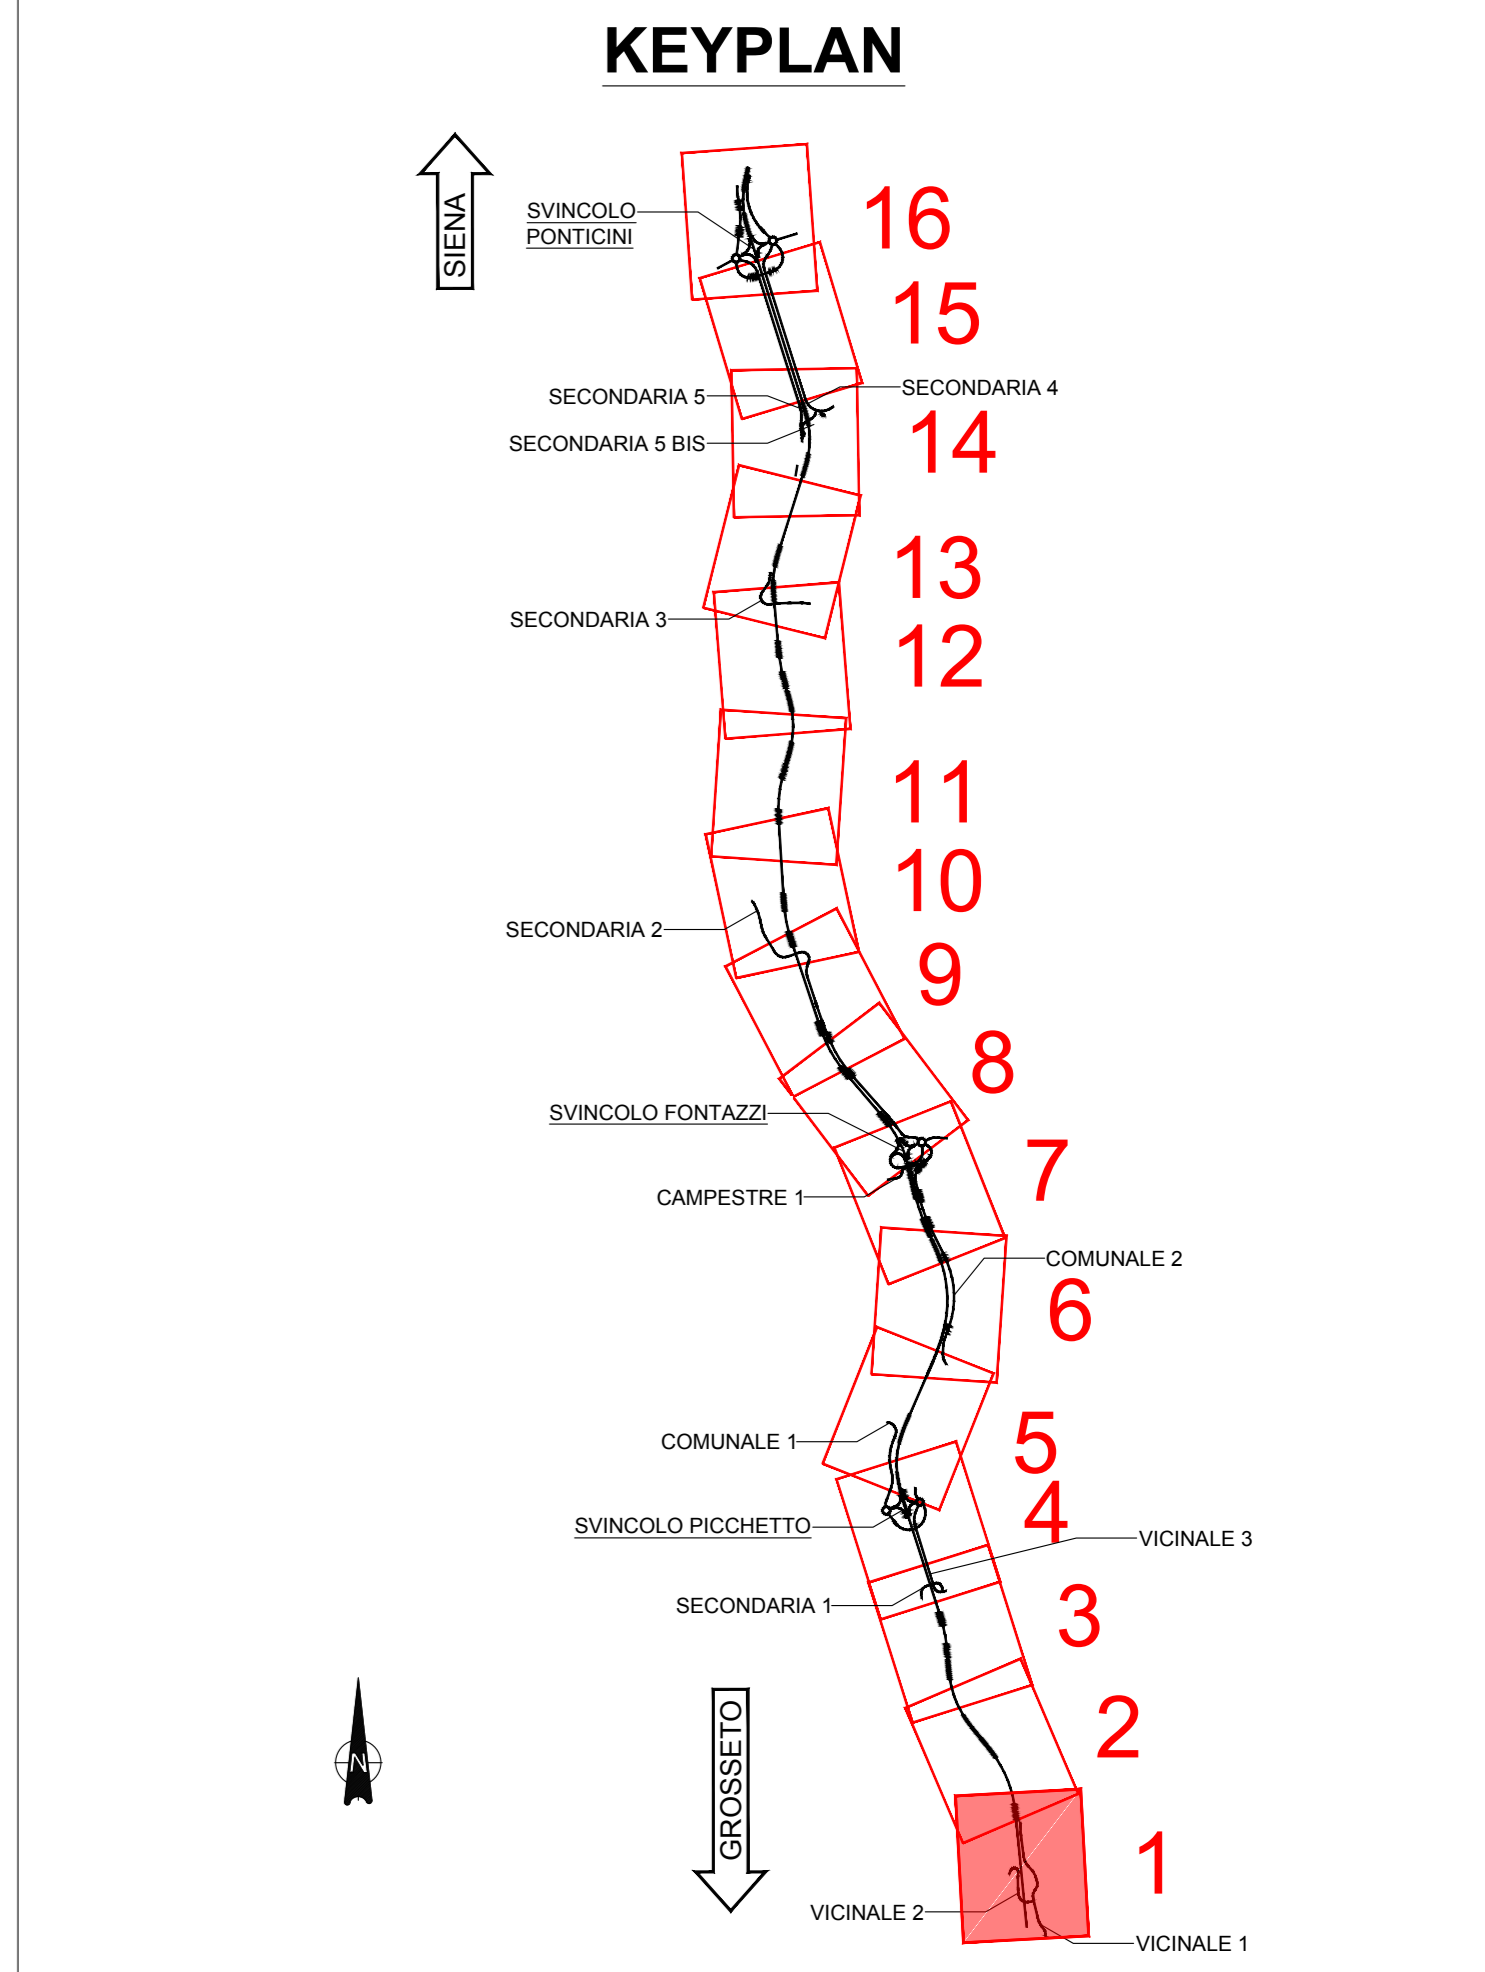 KEYPLAN
SIENA
SVINCOLO
PONTICINI
16
15
SECONDARIA 5
SECONDARIA 4
14
SECONDARIA 5 BIS
13
SECONDARIA 3
12
11
10
SECONDARIA 2
9
8
SVINCOLO FONTAZZI
7
CAMPESTRE 1
COMUNALE 2
6
COMUNALE 1
5
4
SVINCOLO PICCHETTO
VICINALE 3
SECONDARIA 1
3
2
GROSSETO
N
1
VICINALE 2
VICINALE 1